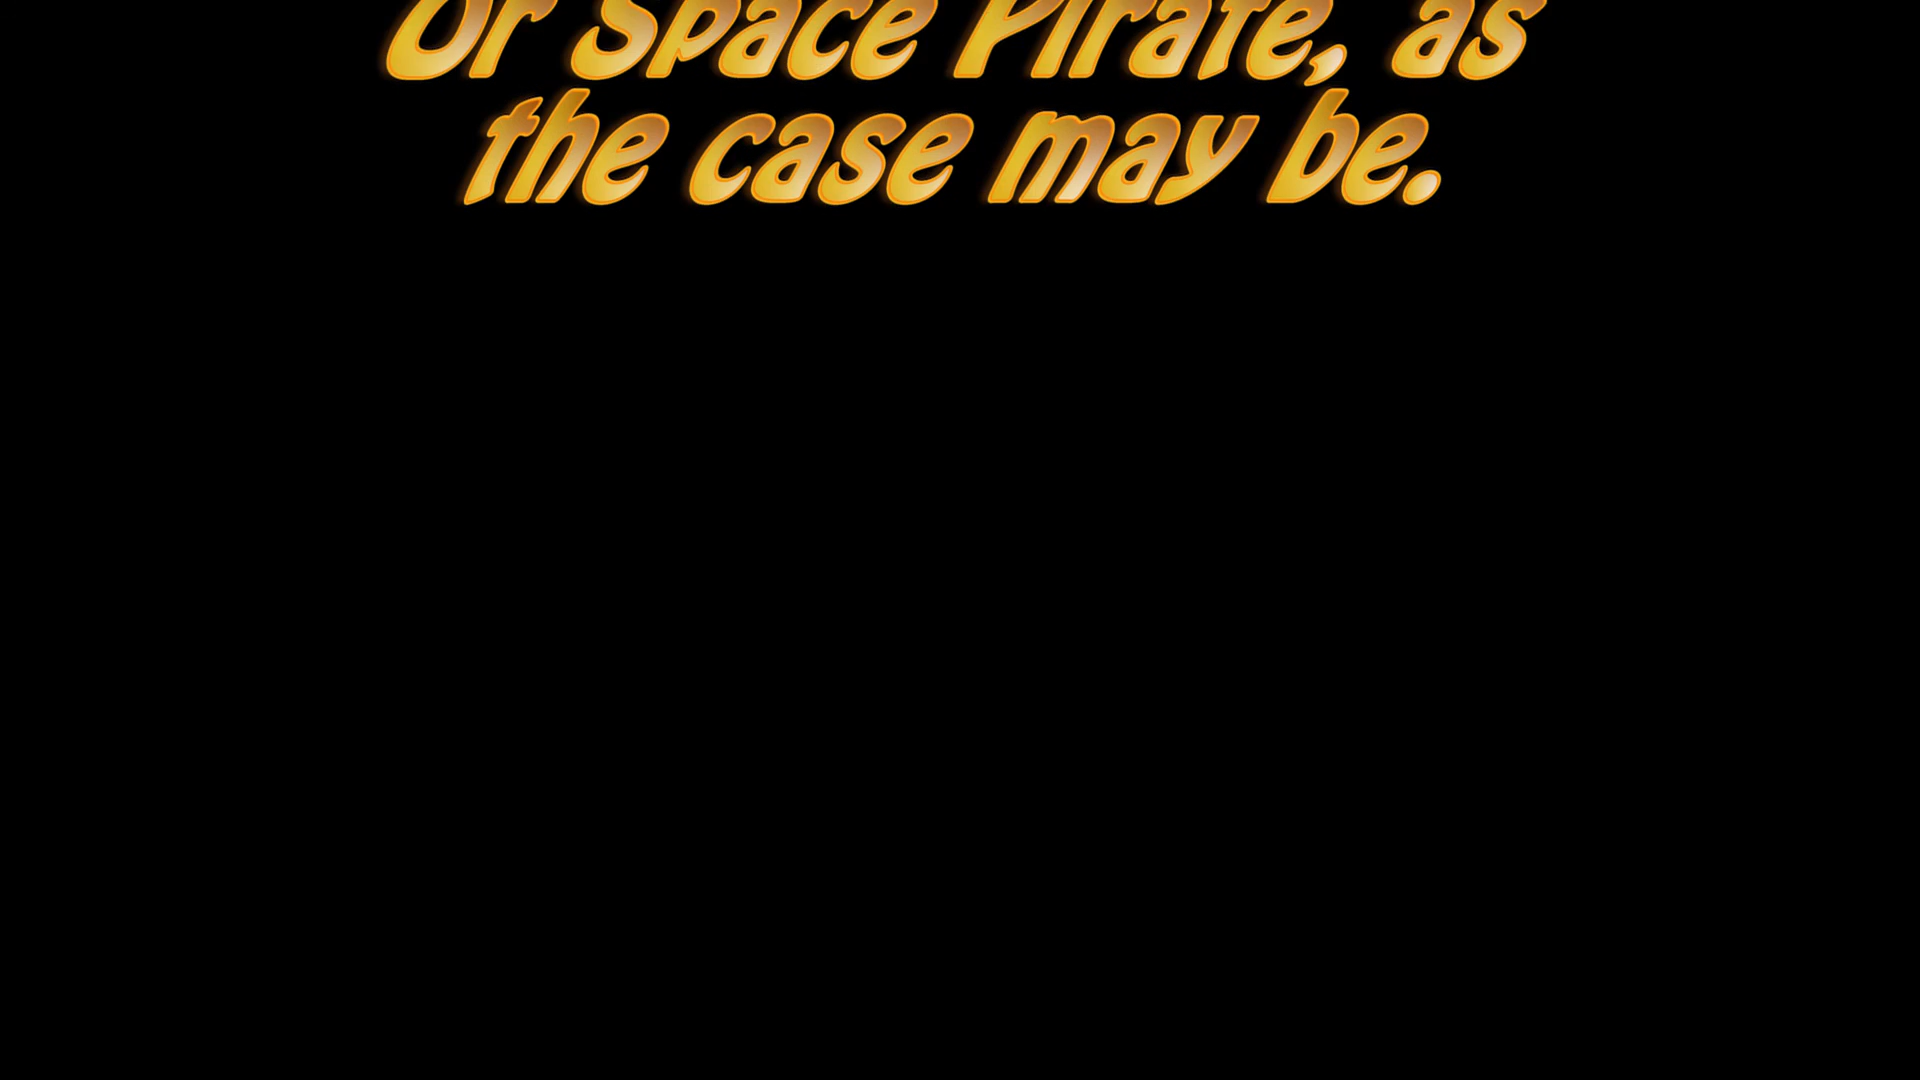 Or Space Pirate, as
the case may be.